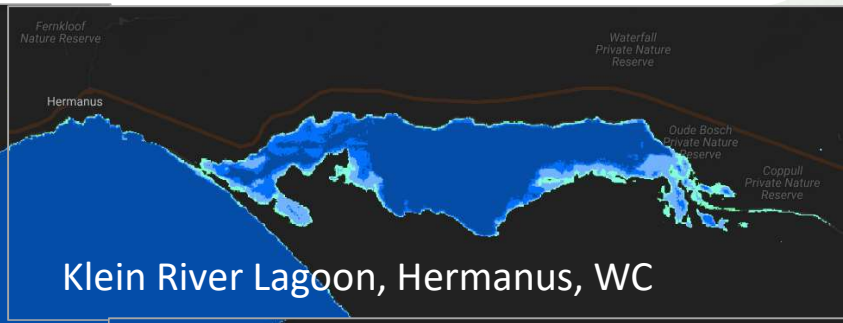 Fernkloof
Nature Reserve
Waterfall
Private Nature
Reserve
Hermanus
Oude Bosch
Private Nature
Reserve
Coppull
Private Nature
Reserve
Klein River Lagoon, Hermanus, WC